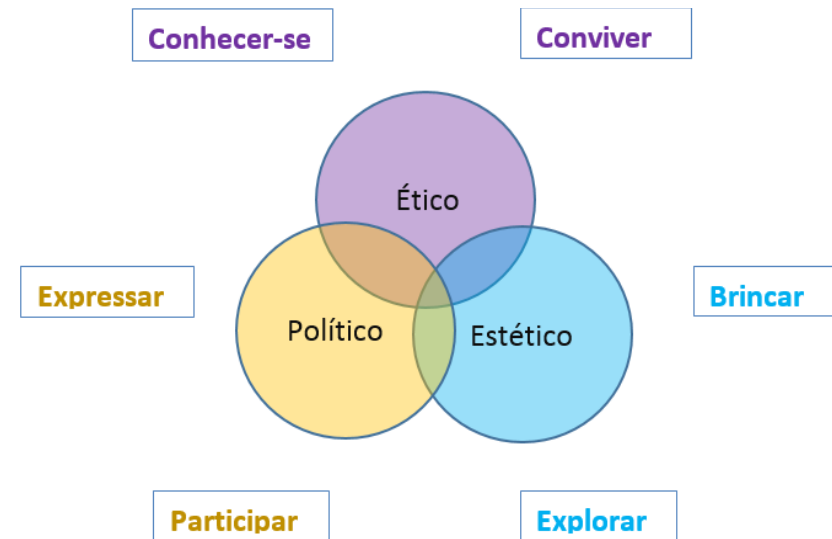 Conhecer-se
Conviver
Ético
Expressar
Brincar
Político
Estético
Participar
Explorar